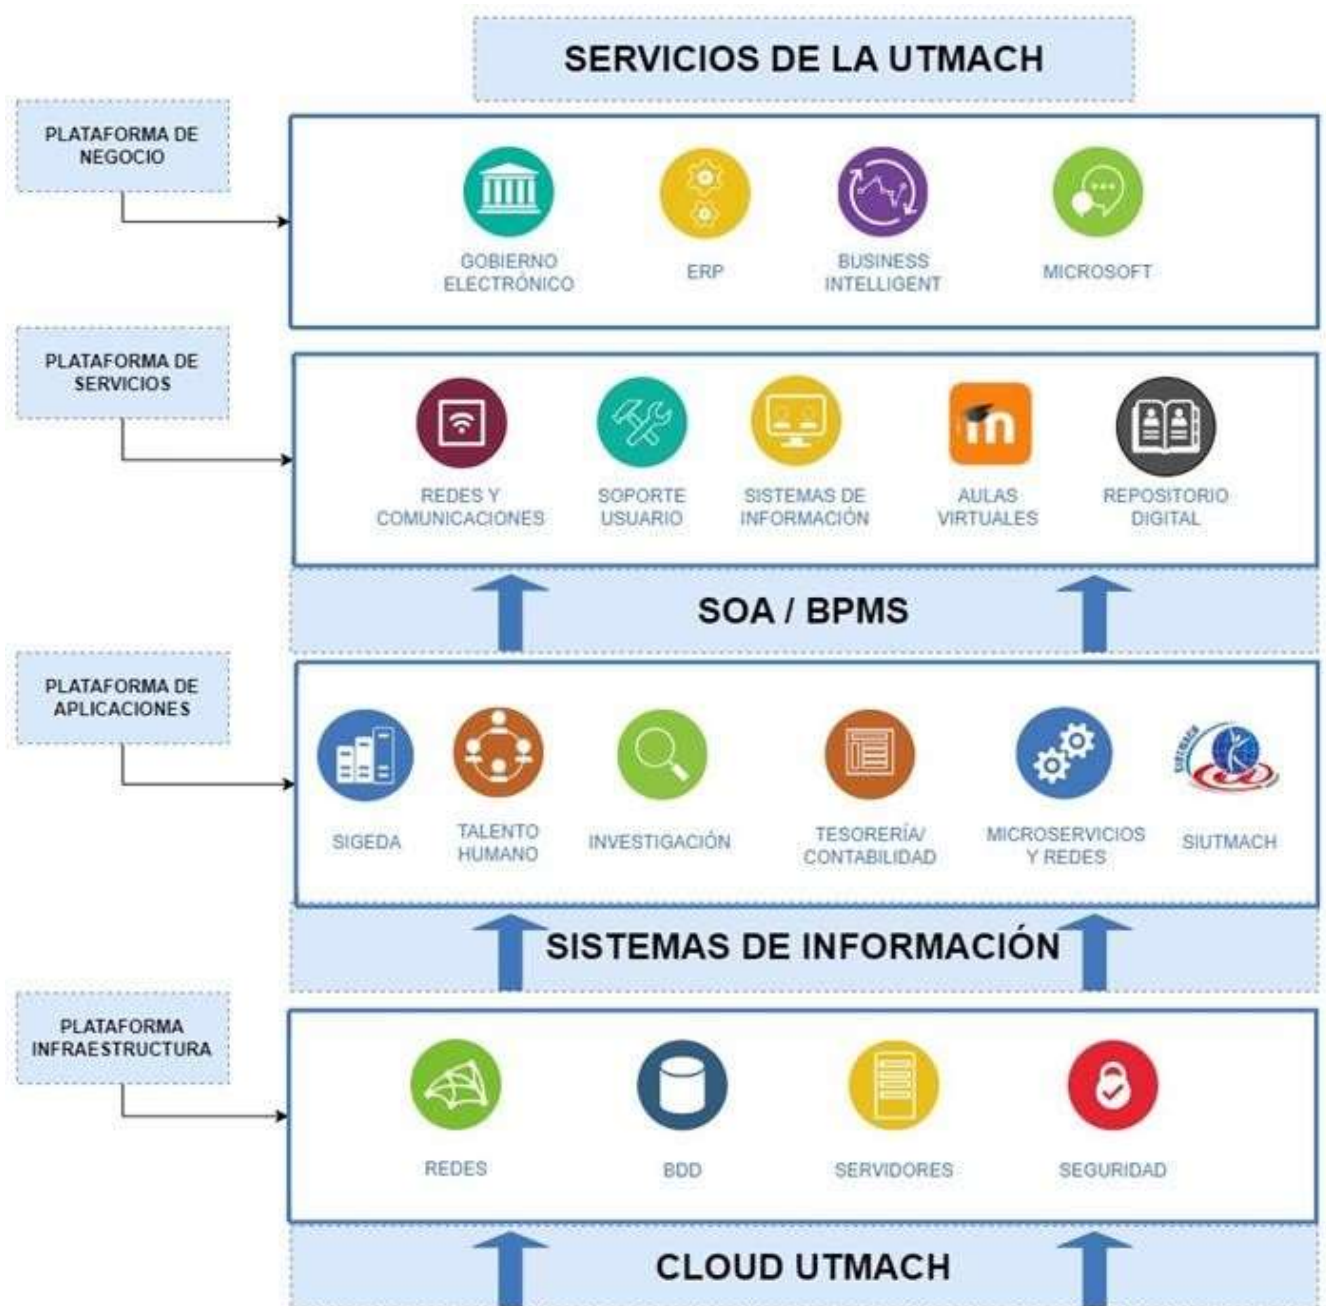 SERVICIOS DE LA UTMACH
PLATAFORMA DE
NEGOCIO
GOBIERNO
ELECTRÓNICO
ERP
BUSINESS
INTELLIGENT
MICROSOFT
PLATAFORMA DE
SERVICIOS
REDES Y
COMUNICACIONES
SOPORTE
USUARIO
SISTEMAS DE
INFORMACIÓN
m
AULAS
VIRTUALES
REPOSITORIO
DIGITAL
SOA / BPMS
PLATAFORMA DE
APLICACIONES
SIGEDA
TALENTO
HUMANO
INVESTIGACIÓN
TESORERÍA/
CONTABILIDAD
MICROSERVICIOS
Y REDES
SIUTMACH
SIUTMACH
SISTEMAS DE INFORMACIÓN
PLATAFORMA
INFRAESTRUCTURA
REDES
BDD
SERVIDORES
SEGURIDAD
CLOUD UTMACH